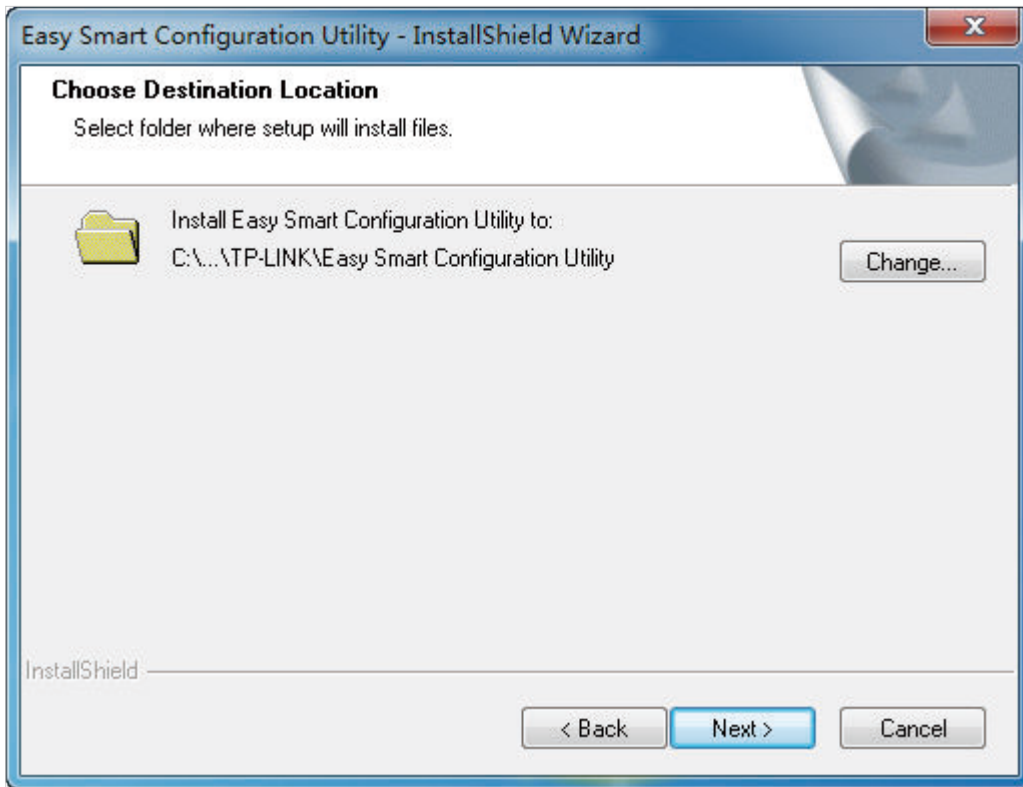 Easy Smart Configuration Utility - InstallShield Wizard
Choose Destination Location
Select folder where setup will install files.
Install Easy Smart Configuration Utility to:
C:\...\TP-LINK\Easy Smart Configuration Utility
Change...
InstallShield
< Back
Next >
Cancel